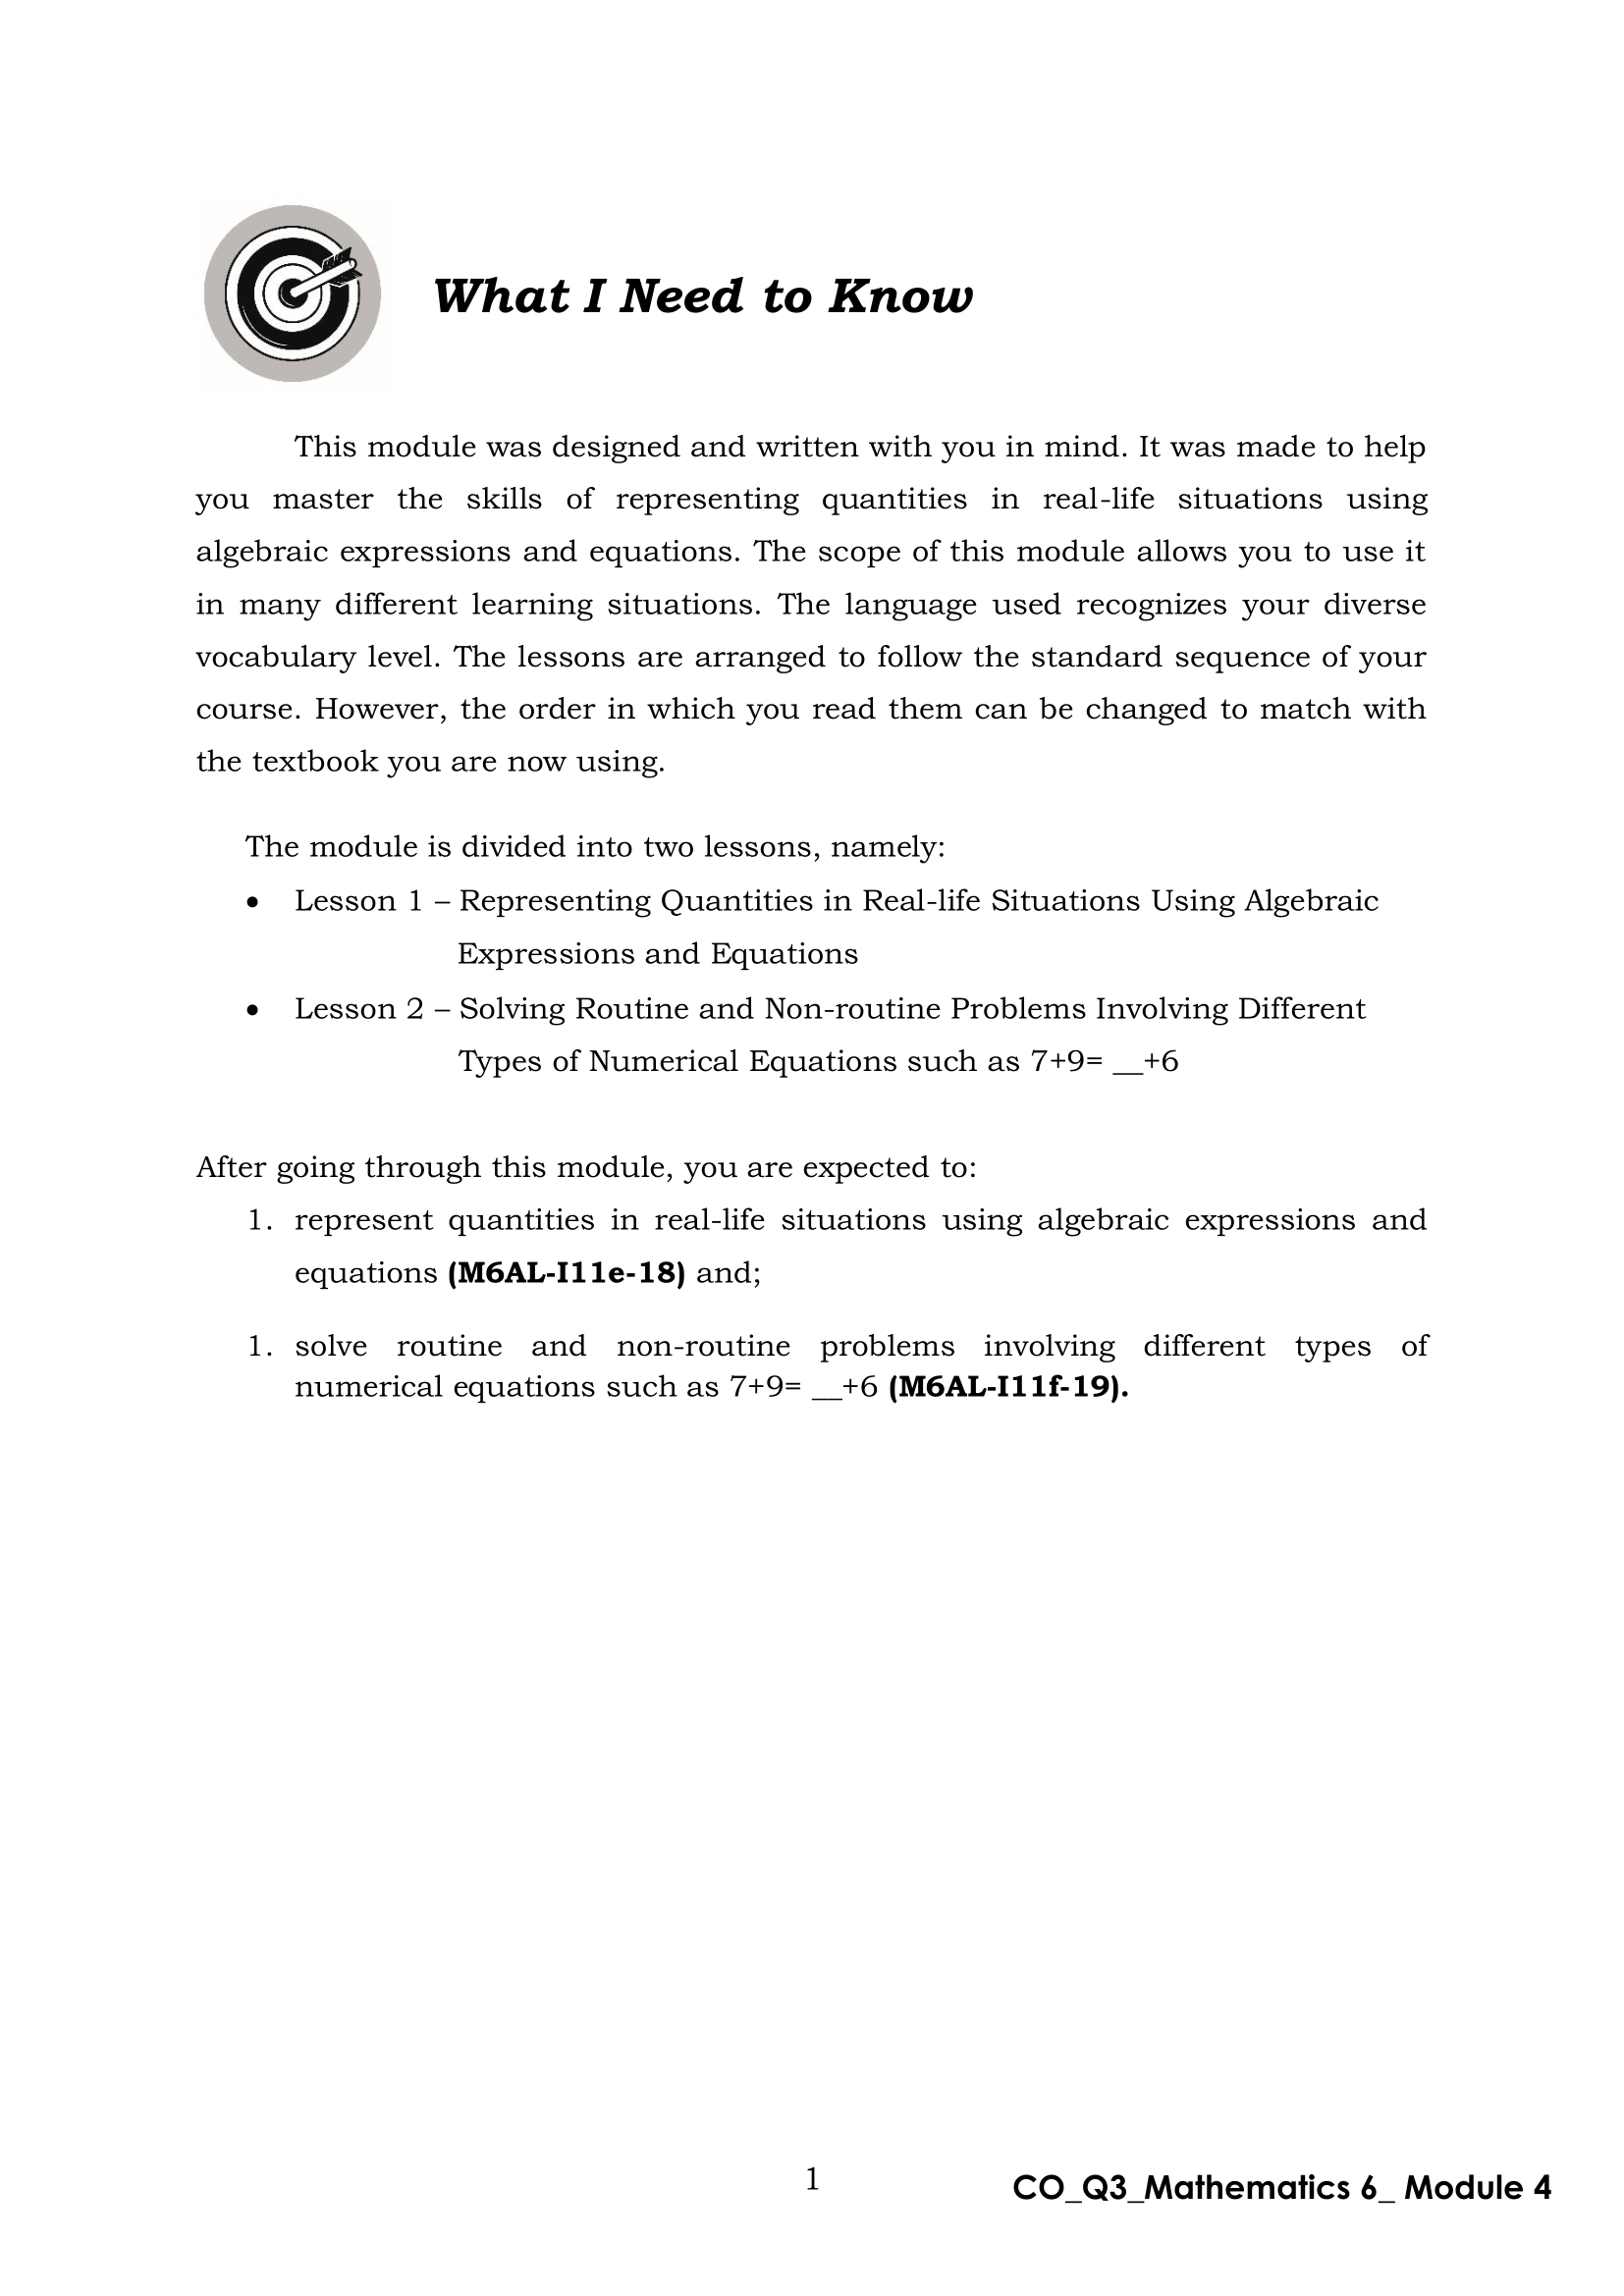 What I Need to Know
This module was designed and written with you in mind. It was made to help
you master the skills of representing quantities in real-life situations using
algebraic expressions and equations. The scope of this module allows you to use it
in many different learning situations. The language used recognizes your diverse
vocabulary level. The lessons are arranged to follow the standard sequence of your
course. However, the order in which you read them can be changed to match with
the textbook you are now using.
The module is divided into two lessons, namely:
• Lesson 1 – Representing Quantities in Real-life Situations Using Algebraic
Expressions and Equations
• Lesson 2 – Solving Routine and Non-routine Problems Involving Different
Types of Numerical Equations such as 7+9= __+6
After going through this module, you are expected to:
1. represent quantities in real-life situations using algebraic expressions and
equations (M6AL-I11e-18) and;
1. solve routine and non-routine problems involving different types of
numerical equations such as 7+9= __+6 (M6AL-I11f-19).
1
CO_Q3_Mathematics 6_ Module 4